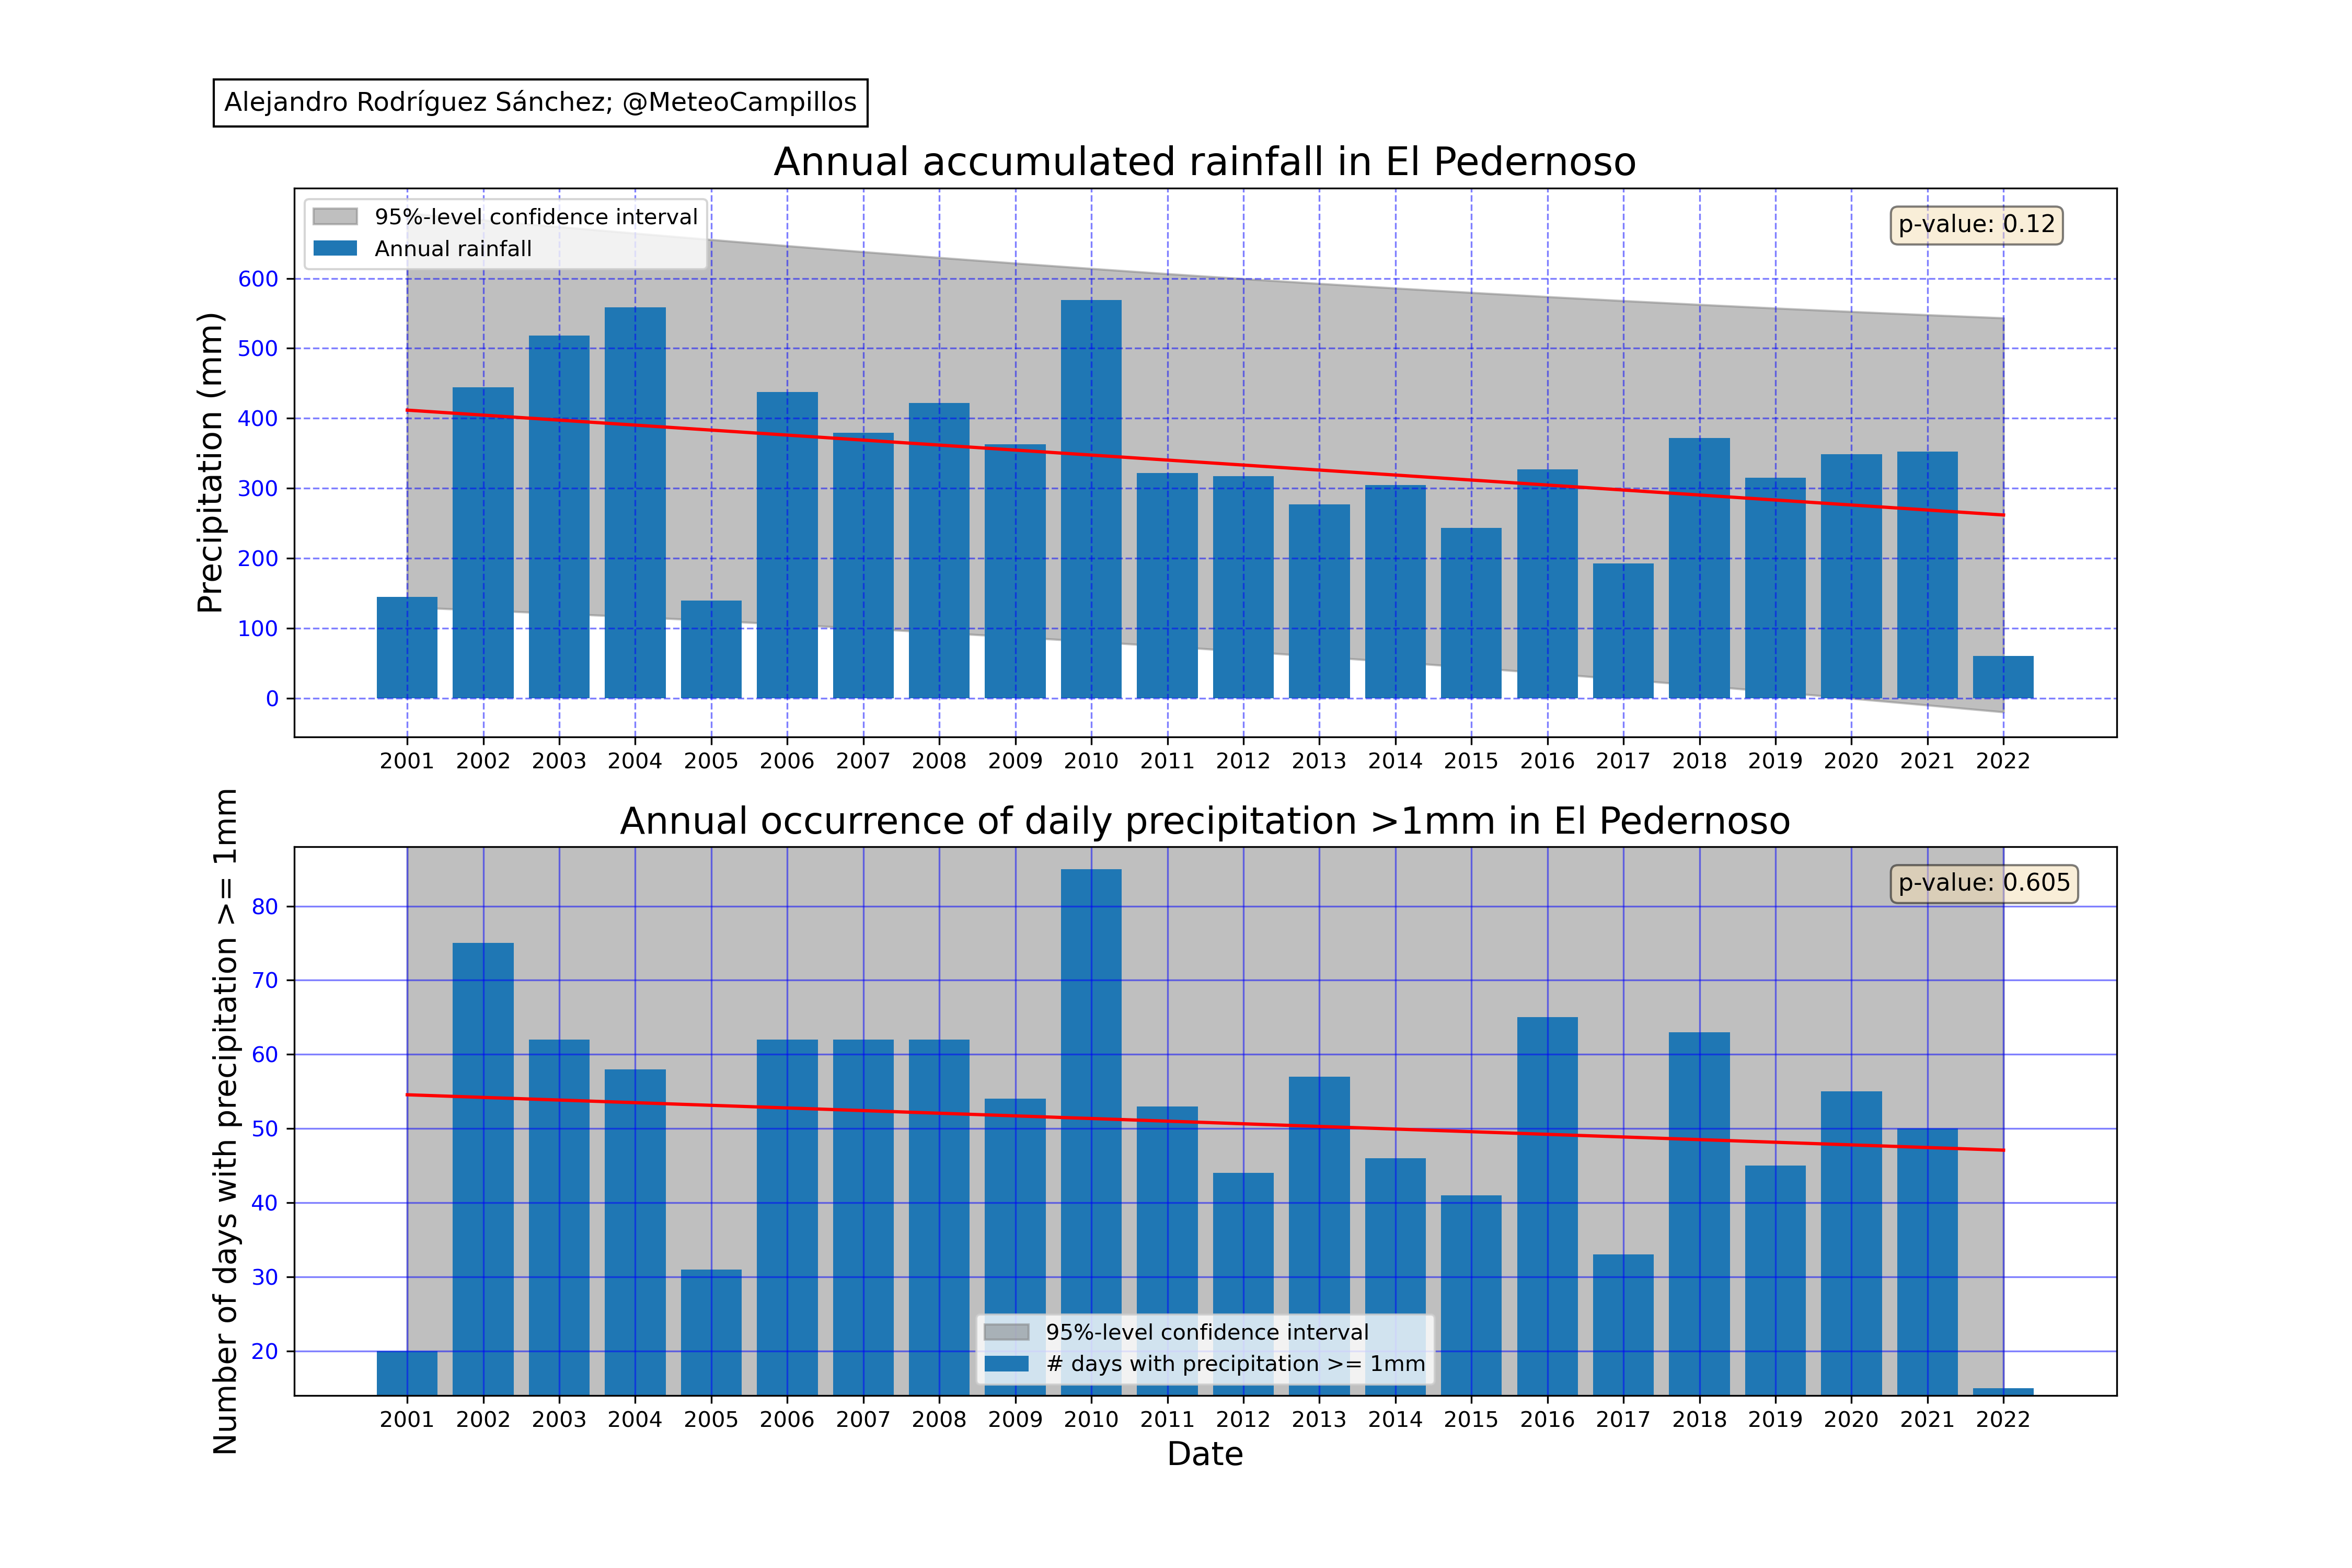 Alejandro Rodríguez Sánchez; @MeteoCampillos
Annual accumulated rainfall in El Pedernoso
95%-level confidence interval
Annual rainfall
p-value: 0.12
Precipitation (mm)
600
500
400
300
200
100
0
2001 2002 2003 2004 2005 2006 2007 2008 2009 2010 2011 2012 2013 2014 2015 2016 2017 2018 2019 2020 2021 2022
Annual occurrence of daily precipitation >1mm in El Pedernoso
p-value: 0.605
Number of days with precipitation >= 1mm
80
70
60
50
40
30
20
95%-level confidence interval
# days with precipitation >= 1mm
2001 2002 2003 2004 2005 2006 2007 2008 2009 2010 2011 2012 2013 2014 2015 2016 2017 2018 2019 2020 2021 2022
Date